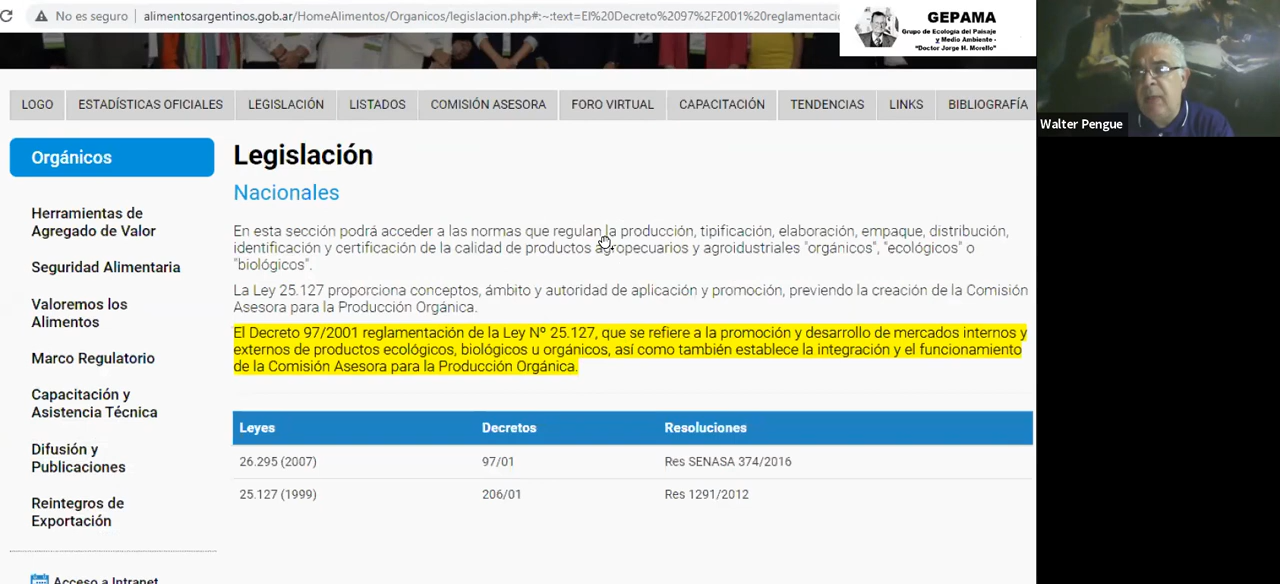 No es seguro
alimentosargentinos.gob.ar/HomeAlimentos/Organicos/legislacion.php#:~:text=El%20Decreto%2097%2F2001%20reglamentació
GEPAMA
Grupo de Ecología del Paisaje
y Medio Ambiente -
"Doctor Jorge H. Morello"
Walter Pengue
LOGO ESTADÍSTICAS OFICIALES LEGISLACIÓN LISTADOS COMISIÓN ASESORA FORO VIRTUAL CAPACITACIÓN TENDENCIAS LINKS BIBLIOGRAFÍA
Orgánicos
Herramientas de
Agregado de Valor
Seguridad Alimentaria
Valoremos los
Alimentos
Marco Regulatorio
Capacitación y
Asistencia Técnica
Difusión y
Publicaciones
Reintegros de
Exportación
Acceso a Intranet
Legislación
Nacionales
En esta sección podrá acceder a las normas que regulan la producción, tipificación, elaboración, empaque, distribución,
identificación y certificación de la calidad de productos agropecuarios y agroindustriales "orgánicos", "ecológicos" o
"biológicos".
La Ley 25.127 proporciona conceptos, ámbito y autoridad de aplicación y promoción, previendo la creación de la Comisión
Asesora para la Producción Orgánica.
El Decreto 97/2001 reglamentación de la Ley Nº 25.127, que se refiere a la promoción y desarrollo de mercados internos y
externos de productos ecológicos, biológicos u orgánicos, así como también establece la integración y el funcionamiento
de la Comisión Asesora para la Producción Orgánica.
Leyes Decretos Resoluciones
26.295 (2007) 97/01 Res SENASA 374/2016
25.127 (1999) 206/01 Res 1291/2012